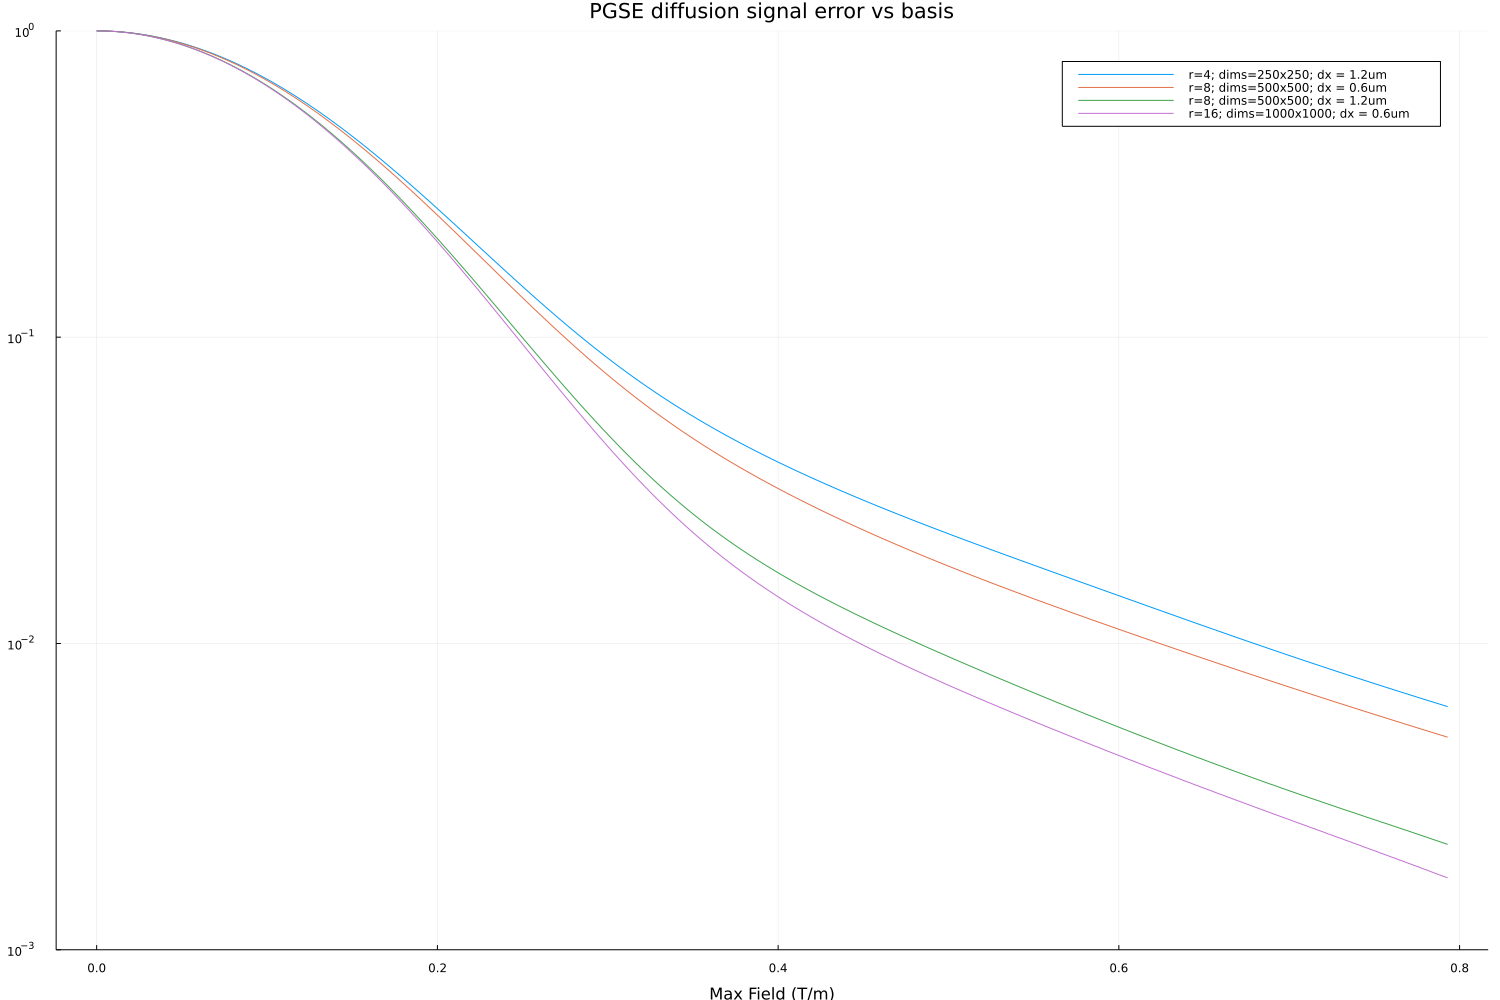 PGSE diffusion signal error vs basis
10⁰
r=4; dims=250x250; dx = 1.2um
r=8; dims=500x500; dx = 0.6um
r=8; dims=500x500; dx = 1.2um
r=16; dims=1000x1000; dx = 0.6um
10⁻¹
10⁻²
10⁻³
0.0 0.2 0.4 0.6 0.8
Max Field (T/m)